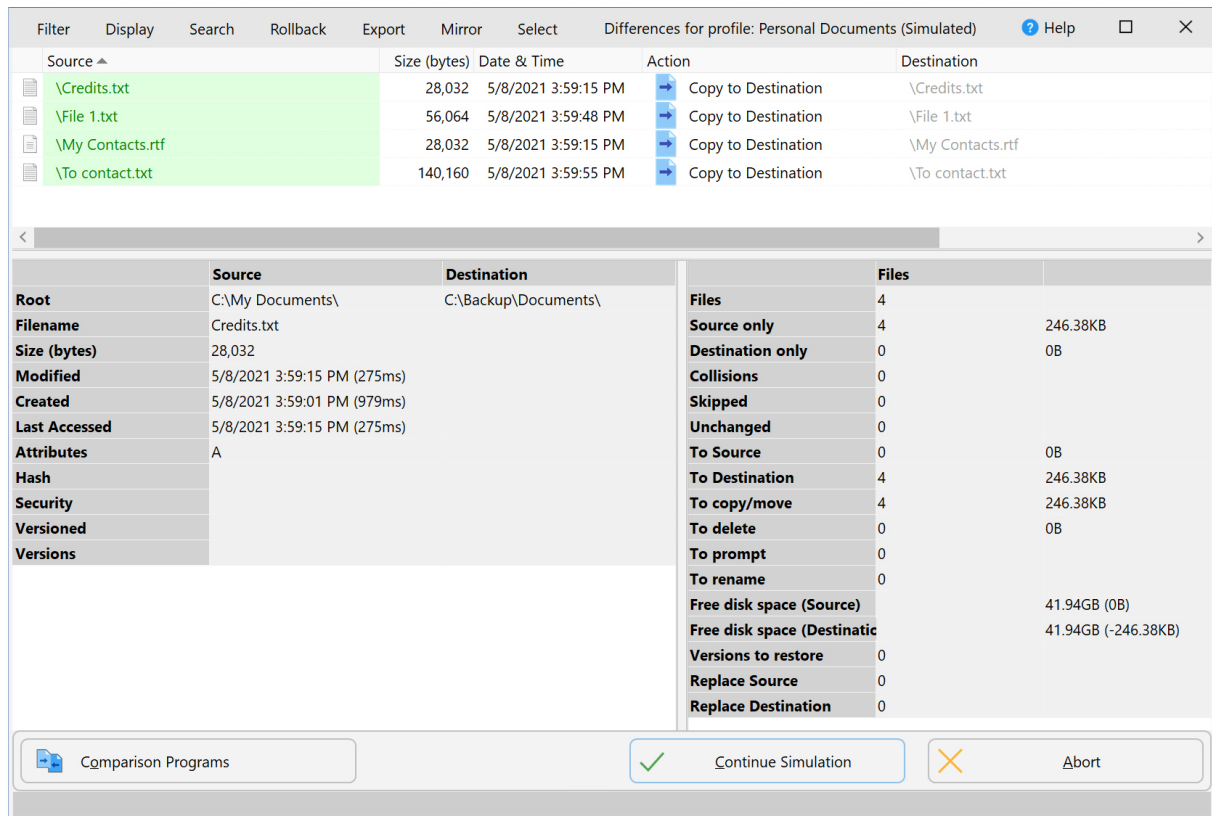 Filter Display Search Rollback Export Mirror Select Differences for profile: Personal Documents (Simulated) ? Help
Source Size (bytes) Date & Time Action Destination
\Credits.txt 28,032 5/8/2021 3:59:15 PM Copy to Destination \Credits.txt
\File 1.txt 56,064 5/8/2021 3:59:48 PM Copy to Destination \File 1.txt
\My Contacts.rtf 28,032 5/8/2021 3:59:15 PM Copy to Destination \My Contacts.rtf
\To contact.txt 140,160 5/8/2021 3:59:55 PM Copy to Destination \To contact.txt
Source Destination
Root C:\My Documents\ C:\Backup\Documents\
Filename Credits.txt
Size (bytes) 28,032
Modified 5/8/2021 3:59:15 PM (275ms)
Created 5/8/2021 3:59:01 PM (979ms)
Last Accessed 5/8/2021 3:59:15 PM (275ms)
Attributes A
Hash
Security
Versioned
Versions
Files
Files 4
Source only 4 246.38KB
Destination only 0 0B
Collisions 0
Skipped 0
Unchanged 0
To Source 0 0B
To Destination 4 246.38KB
To copy/move 4 246.38KB
To delete 0 0B
To prompt 0
To rename 0
Free disk space (Source) 41.94GB (0B)
Free disk space (Destinatic 41.94GB (-246.38KB)
Versions to restore 0
Replace Source 0
Replace Destination 0
Comparison Programs Continue Simulation Abort